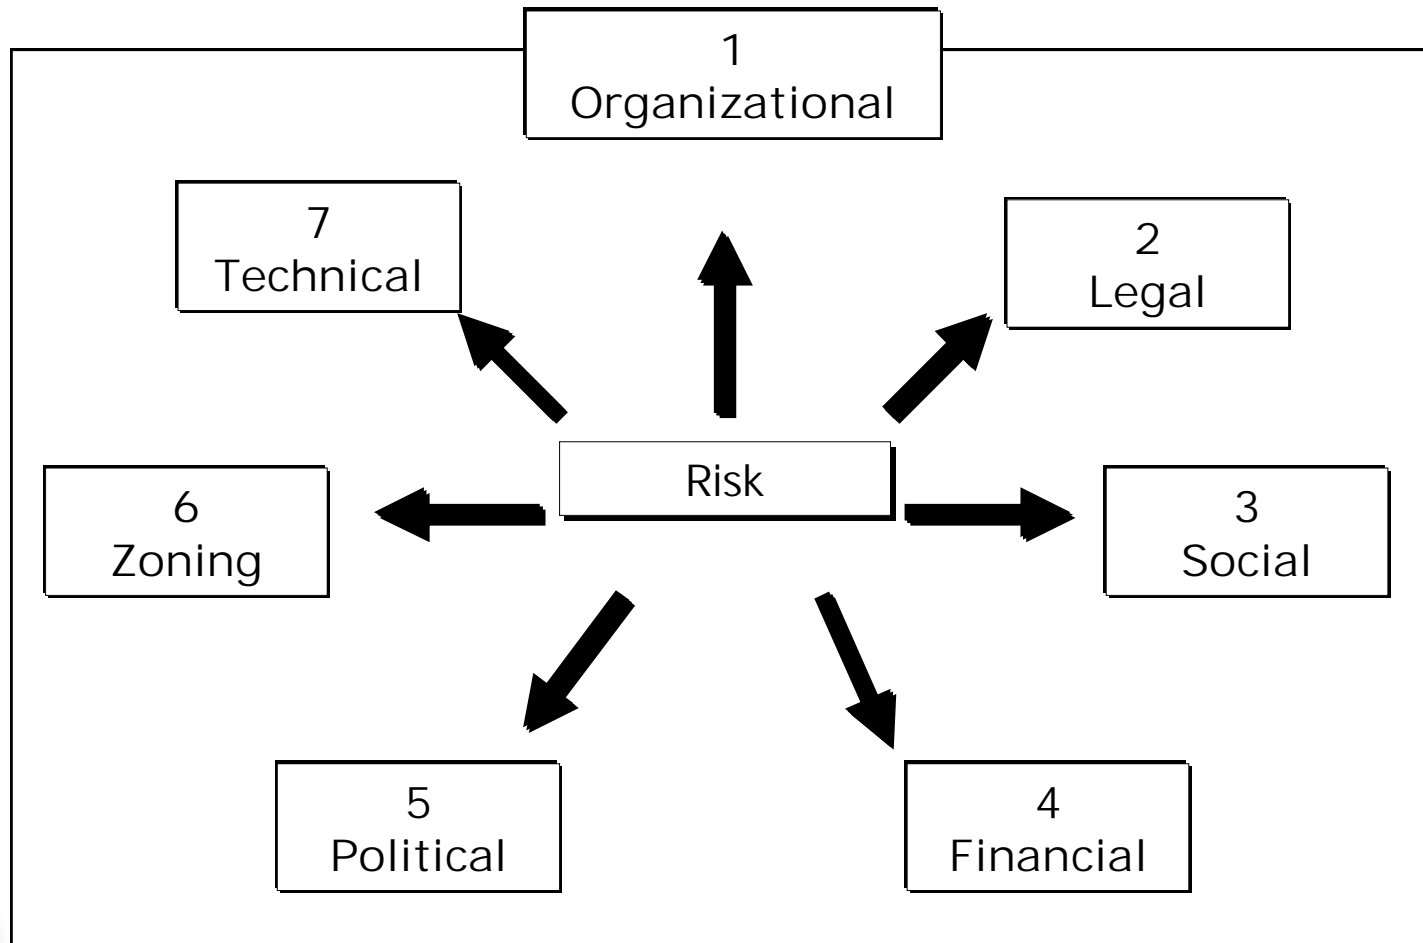 1
Organizational
7
Technical
2
Legal
Risk
6
Zoning
3
Social
5
Political
4
Financial